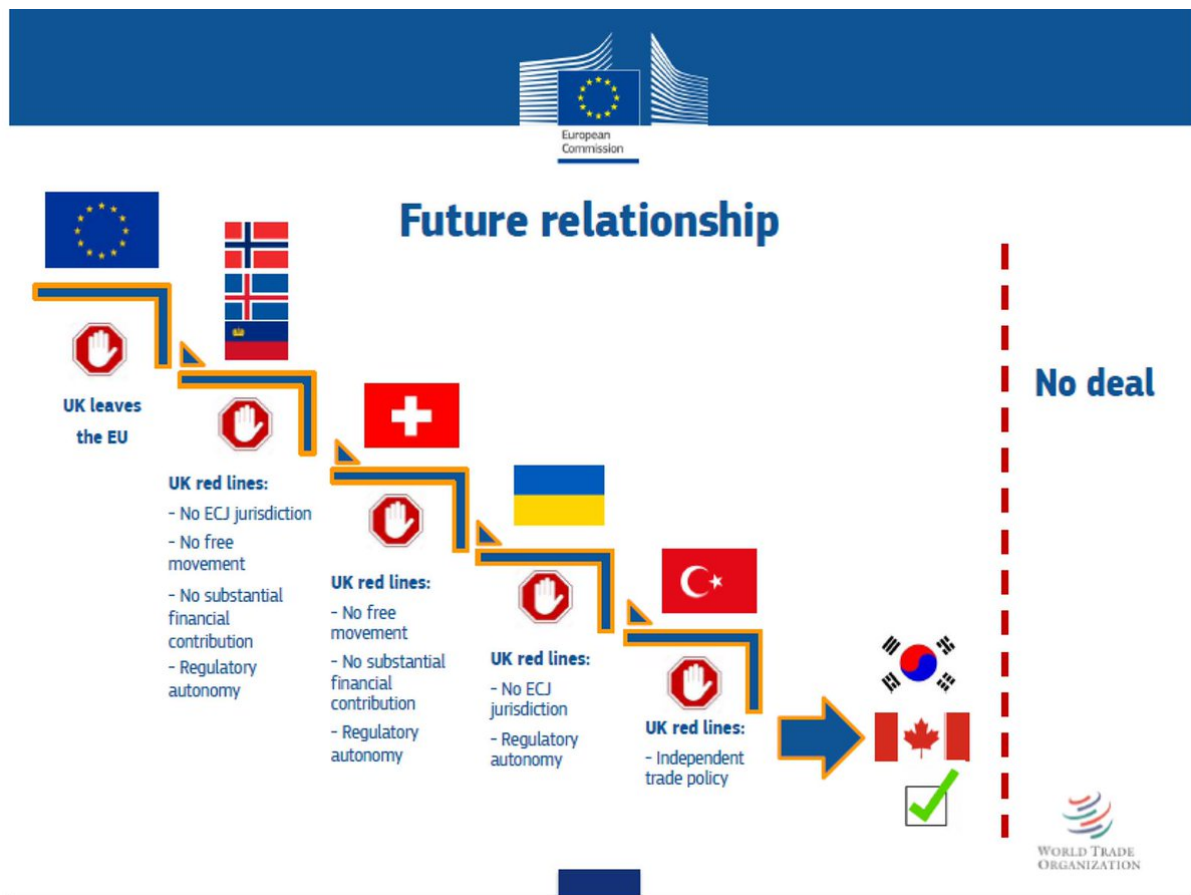 European
Commission
Future relationship
No deal
UK leaves
the EU
UK red lines:
- No ECJ jurisdiction
- No free
movement
- No substantial
financial
contribution
- Regulatory
autonomy
UK red lines:
- No free
movement
- No substantial
financial
contribution
- Regulatory
autonomy
UK red lines:
- No ECJ
jurisdiction
- Regulatory
autonomy
UK red lines:
- Independent
trade policy
WORLD TRADE
ORGANIZATION